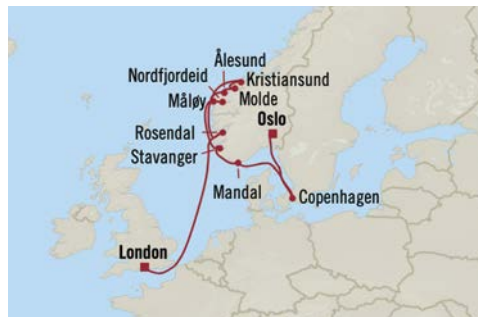 Ålesund
Nordfjordeid
Kristiansund
Måløy
Molde
Oslo
Rosendal
Stavanger
Mandal
Copenhagen
London